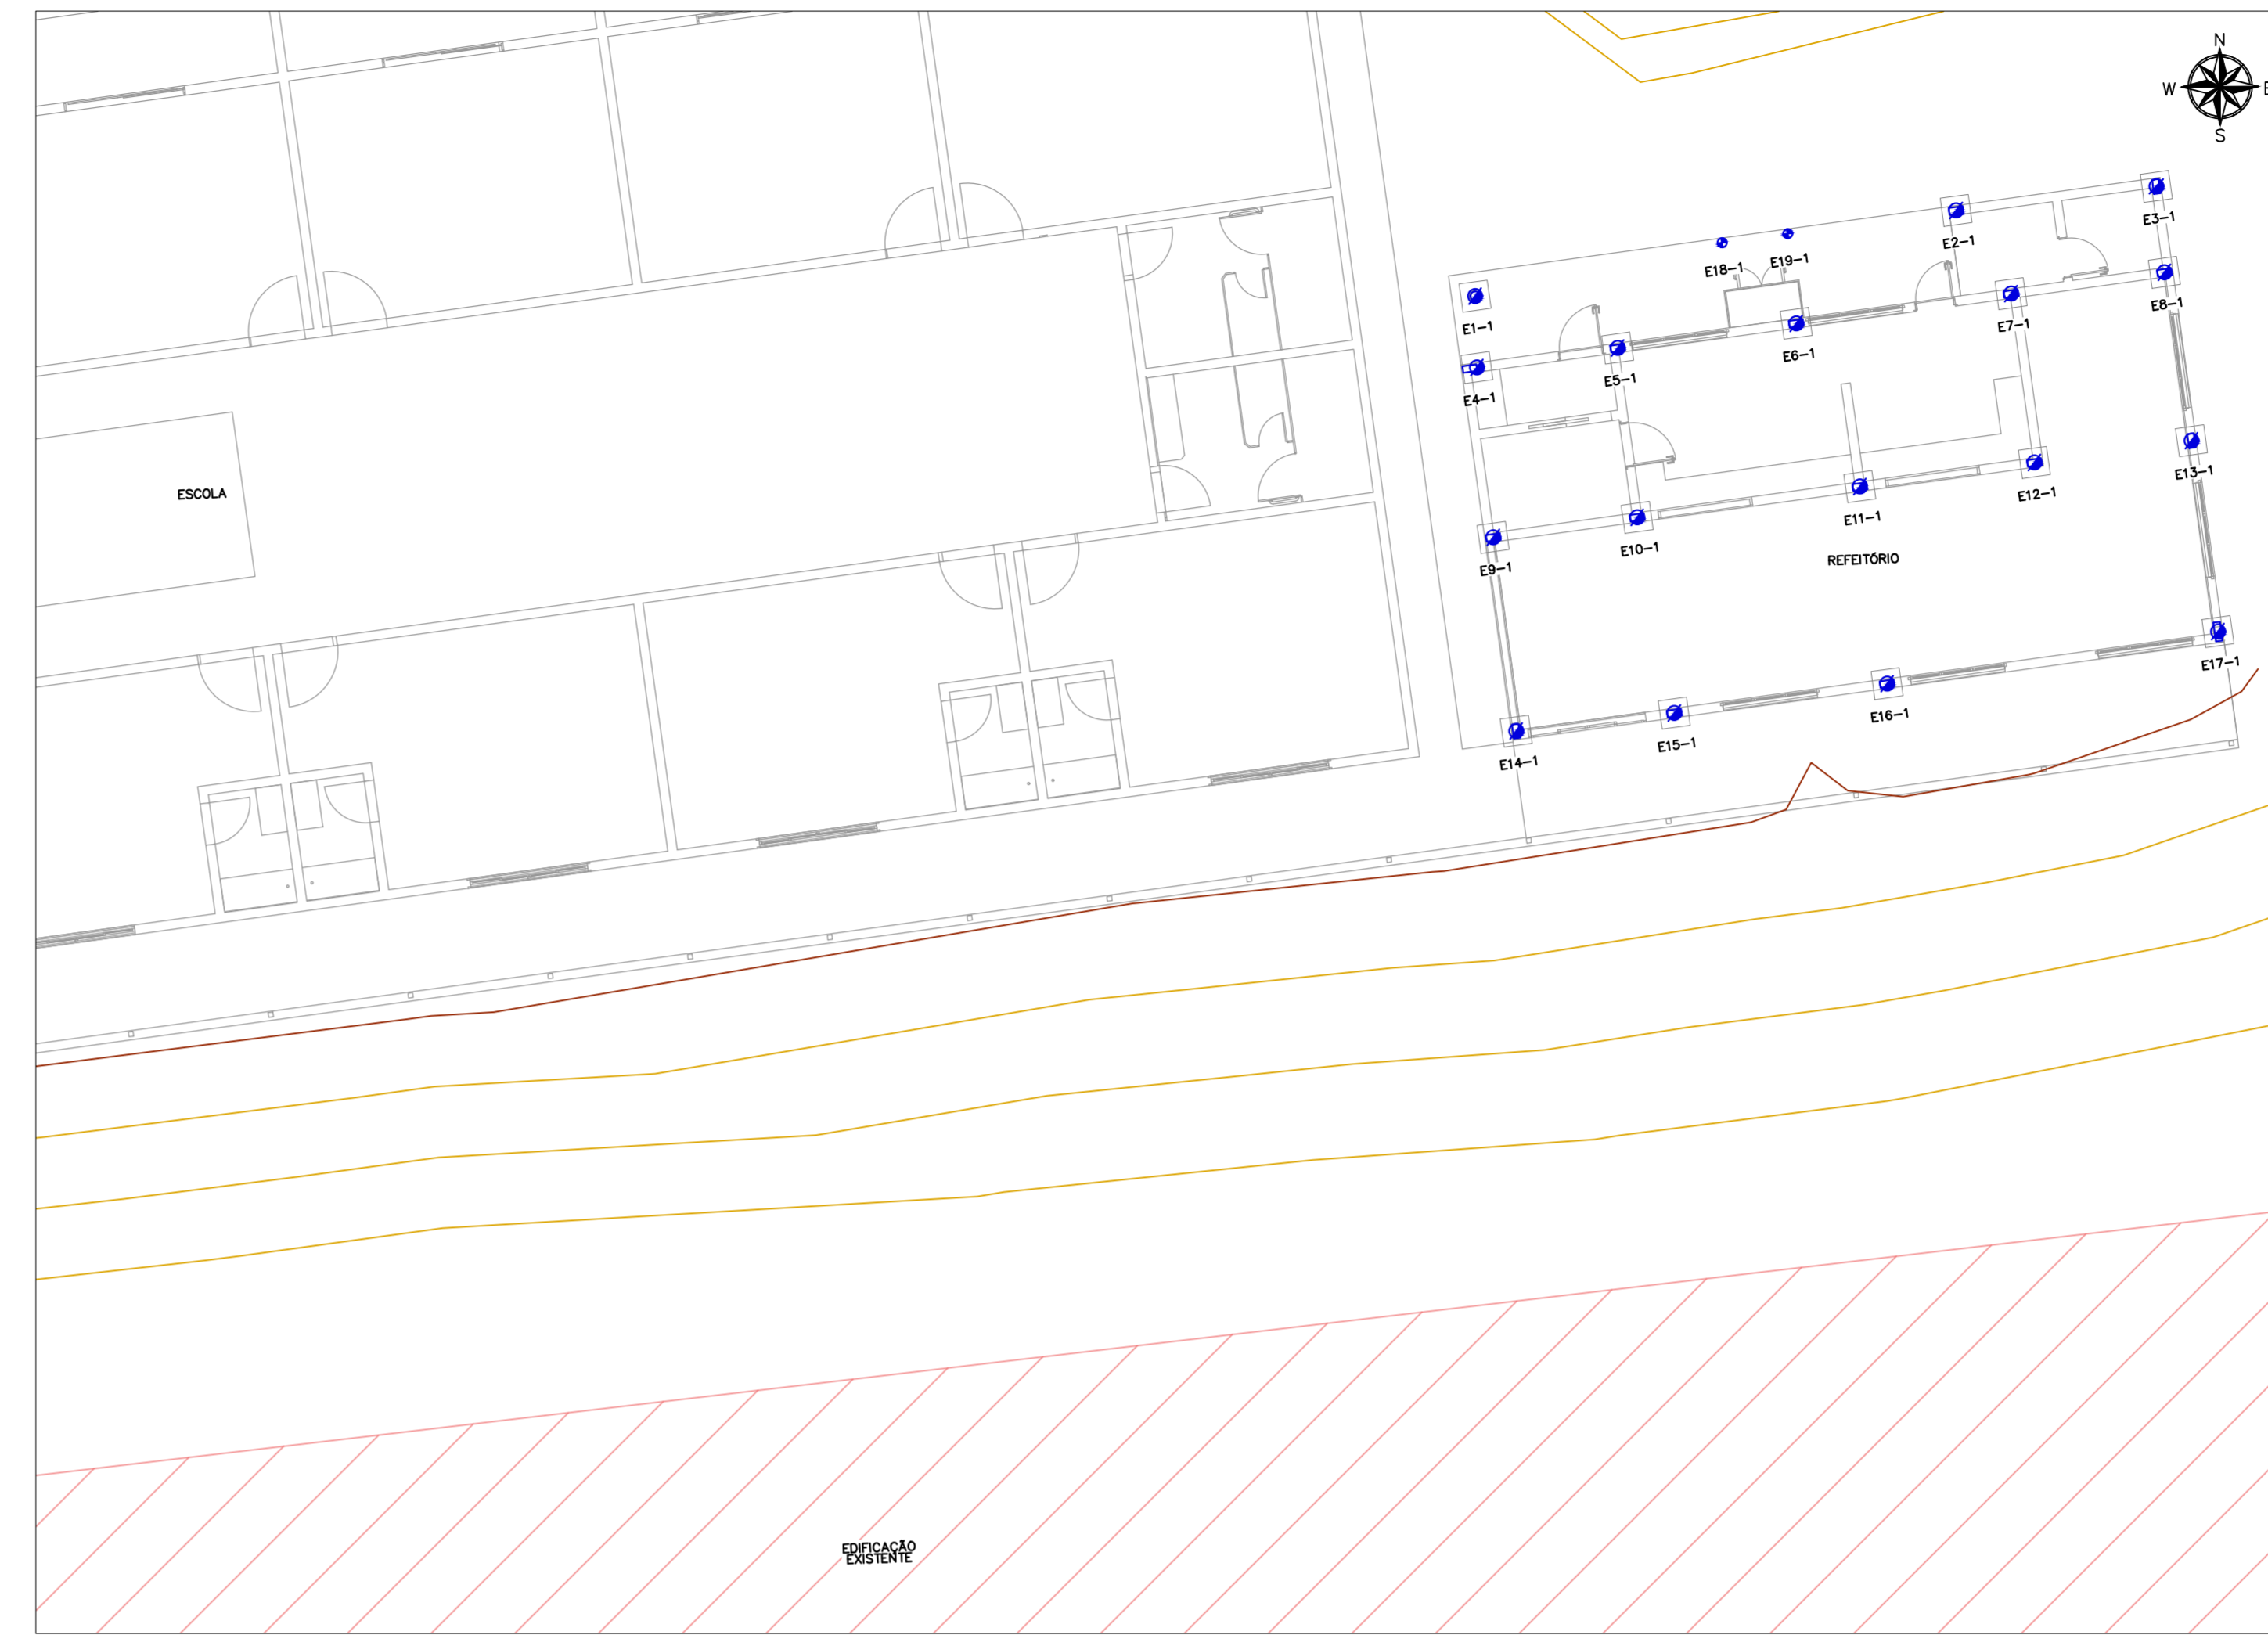 N
W E
S
E3-1
E2-1
E19-1
E18-1
E8-1
E7-1
E1-1
E6-1
E5-1
E4-1
E13-1
E12-1
ESCOLA
E11-1
E10-1
REFEITÓRIO
E9-1
E17-1
E16-1
E15-1
E14-1
EDIFICAÇÃO
EXISTENTE